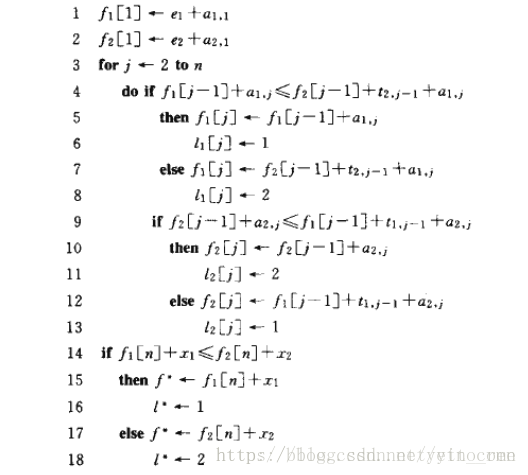 1 f₁[1] ← e₁+a₁,₁
2 f₂[1] ← e₂+a₂,₁
3 for j ← 2 to n
4 do if f₁[j−1]+a₁,ⱼ≤f₂[j−1]+t₂,ⱼ₋₁+a₁,ⱼ
5 then f₁[j] ← f₁[j−1]+a₁,ⱼ
6 l₁[j] ← 1
7 else f₁[j] ← f₂[j−1]+t₂,ⱼ₋₁+a₁,ⱼ
8 l₁[j] ← 2
9 if f₂[j−1]+a₂,ⱼ≤f₁[j−1]+t₁,ⱼ₋₁+a₂,ⱼ
10 then f₂[j] ← f₂[j−1]+a₂,ⱼ
11 l₂[j] ← 2
12 else f₂[j] ← f₁[j−1]+t₁,ⱼ₋₁+a₂,ⱼ
13 l₂[j] ← 1
14 if f₁[n]+x₁≤f₂[n]+x₂
15 then f* ← f₁[n]+x₁
16 l* ← 1
17 else f* ← f₂[n]+x₂
18 l* ← 2